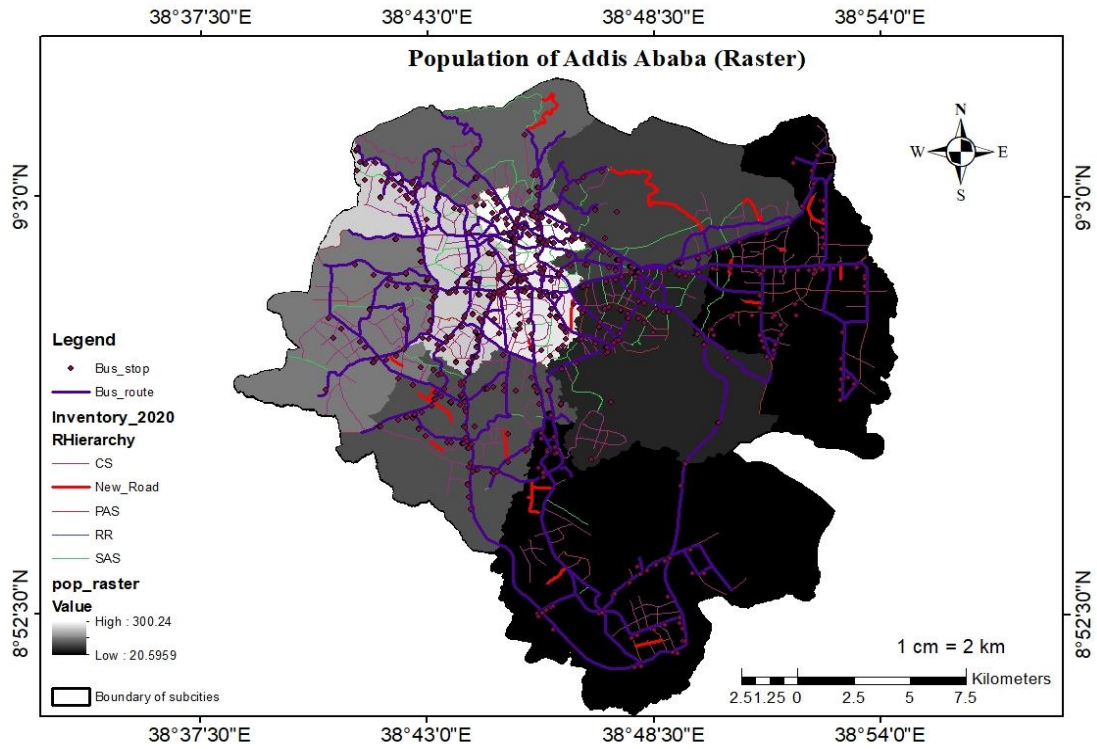 38°37'30"E 38°43'0"E 38°48'30"E 38°54'0"E
Population of Addis Ababa (Raster)
N
W E
S
9°3'0"N 9°3'0"N
Legend
Bus_stop
Bus_route
Inventory_2020
RHierarchy
CS
New_Road
PAS
RR
SAS
pop_raster
Value
High : 300.24
Low : 20.5959
Boundary of subcities
8°52'30"N 8°52'30"N
1 cm = 2 km
Kilometers
2.51.25 0 2.5 5 7.5
38°37'30"E 38°43'0"E 38°48'30"E 38°54'0"E